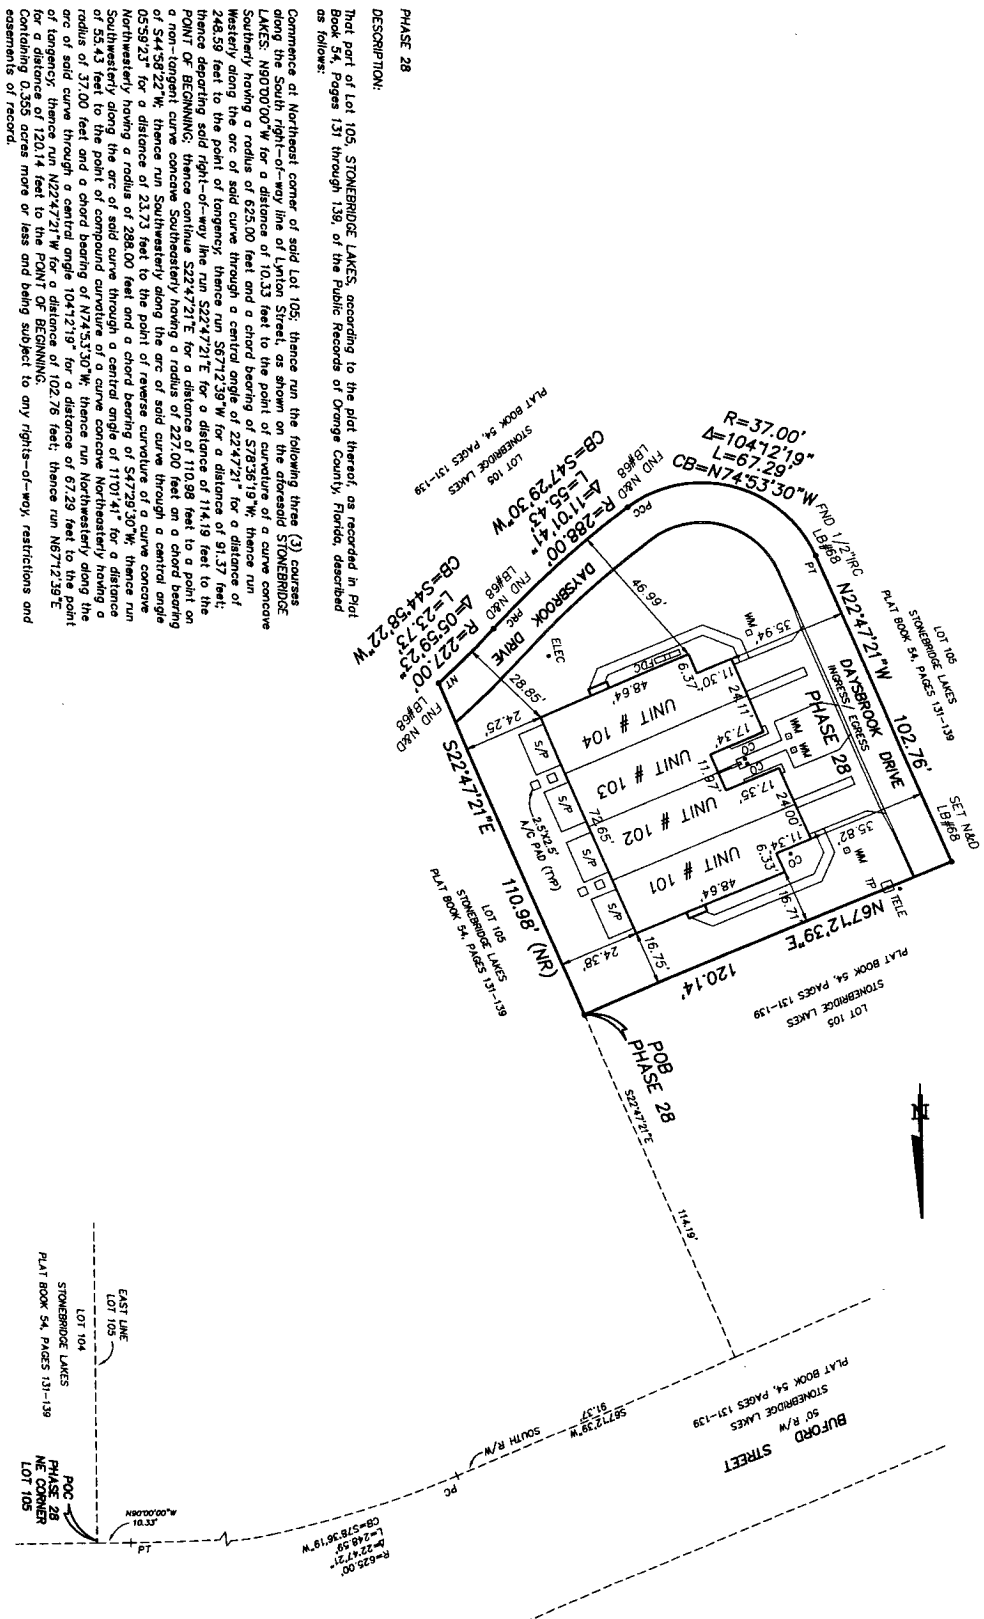 PHASE 28
DESCRIPTION:
That part of Lot 105, STONEBRIDGE LAKES, according to the plat thereof, as recorded in Plat
Book 54, Pages 131 through 139, of the Public Records of Orange County, Florida, described
as follows:
Commence at Northeast corner of said Lot 105; thence run the following three (3) courses
along the South right-of-way line of Lynton Street, as shown on the aforesaid STONEBRIDGE
LAKES: N90°00'00"W for a distance of 10.33 feet to the point of curvature of a curve concave
Southerly having a radius of 625.00 feet and a chord bearing of S78°36'19"W; thence run
Westerly along the arc of said curve through a central angle of 22°47'21" for a distance of
248.59 feet to the point of tangency; thence run S67°12'39"W for a distance of 91.37 feet;
thence departing said right-of-way line run S22°47'21"E for a distance of 114.19 feet to the
POINT OF BEGINNING; thence continue S22°47'21"E for a distance of 110.98 feet to a point on
a non-tangent curve concave Southeasterly having a radius of 227.00 feet an a chord bearing
of S44°58'22"W; thence run Southwesterly along the arc of said curve through a central angle
05°59'23" for a distance of 23.73 feet to the point of reverse curvature of a curve concave
Northwesterly having a radius of 288.00 feet and a chord bearing of S47°29'30"W; thence run
Southwesterly along the arc of said curve through a central angle of 11°01'41" for a distance
of 55.43 feet to the point of compound curvature of a curve concave Northeasterly having a
radius of 37.00 feet and a chord bearing of N74°53'30"W; thence run Northwesterly along the
arc of said curve through a central angle 104°12'19" for a distance of 67.29 feet to the point
of tangency; thence run N22°47'21"W for a distance of 102.76 feet; thence run N67°12'39"E
for a distance of 120.14 feet to the POINT OF BEGINNING.
Containing 0.355 acres more or less and being subject to any rights-of-way, restrictions and
easements of record.
R=37.00'
Δ=104°12'19"
L=67.29'
CB=N74°53'30"W
FND 1/2"IRC
LB#68
PT
N22°47'21"W 102.76'
LOT 105
STONEBRIDGE LAKES
PLAT BOOK 54, PAGES 131-139
SET N&D
LB#68
DAYSBROOK DRIVE
INGRESS/ EGRESS
PHASE 28
FND N&D
LB#68
PCC
LOT 105
STONEBRIDGE LAKES
PLAT BOOK 54, PAGES 131-139
R=288.00'
Δ=11°01'41"
L=55.43'
CB=S47°29'30"W
DAYSBROOK
DRIVE
FND N&D
LB#68
PRC
R=227.00'
Δ=05°59'23"
L=23.73'
CB=S44°58'22"W
NT
FND N&D
LB#68
46.99'
35.94'
WM
ELEC
FDC
6.37'
11.30'
24.11'
17.34'
11.97'
CO
CO
WM
WM
17.35'
24.00'
11.34'
6.33'
CO
35.82'
WM
TP
TELE
48.64'
UNIT # 104
UNIT # 103
UNIT # 102
UNIT # 101
48.64'
16.71'
16.75'
28.85'
24.25'
S/P
S/P
S/P
S/P
72.65'
2.5'X2.5'
A/C PAD (TYP)
24.38'
S22°47'21"E
110.98' (NR)
LOT 105
STONEBRIDGE LAKES
PLAT BOOK 54, PAGES 131-139
N67°12'39"E
120.14'
LOT 105
STONEBRIDGE LAKES
PLAT BOOK 54, PAGES 131-139
POB
PHASE 28
S22°47'21"E
114.19'
N
BUFORD STREET
50' R/W
STONEBRIDGE LAKES
PLAT BOOK 54, PAGES 131-139
S67°12'39"W
91.37'
SOUTH R/W
PC
R=625.00'
Δ=22°47'21"
L=248.59'
CB=S78°36'19"W
PT
N90°00'00"W
10.33'
EAST LINE
LOT 105
LOT 104
STONEBRIDGE LAKES
PLAT BOOK 54, PAGES 131-139
POC
PHASE 28
NE CORNER
LOT 105